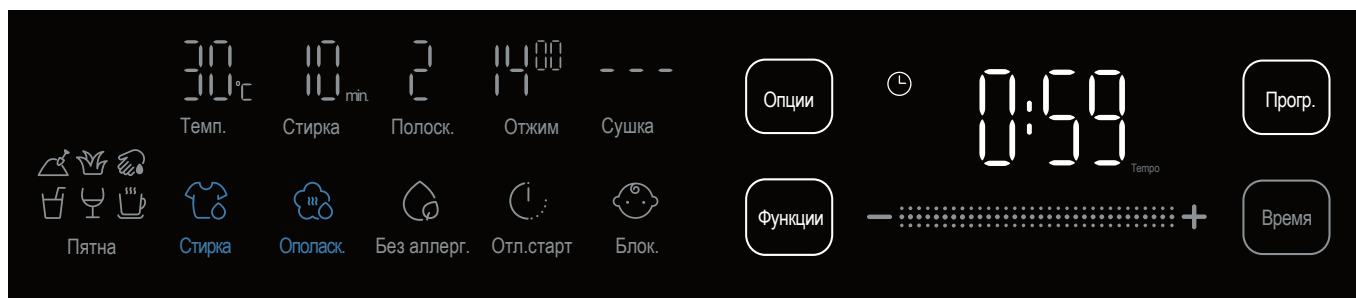 30 °C
10 min.
2
1400
- - -
Темп.
Стирка
Полоск.
Отжим
Сушка
Пятна
Стирка
Ополаск.
Без аллерг.
Отл.старт
Блок.
Опции
Функции
0:59
Tempo
− +
Прогр.
Время